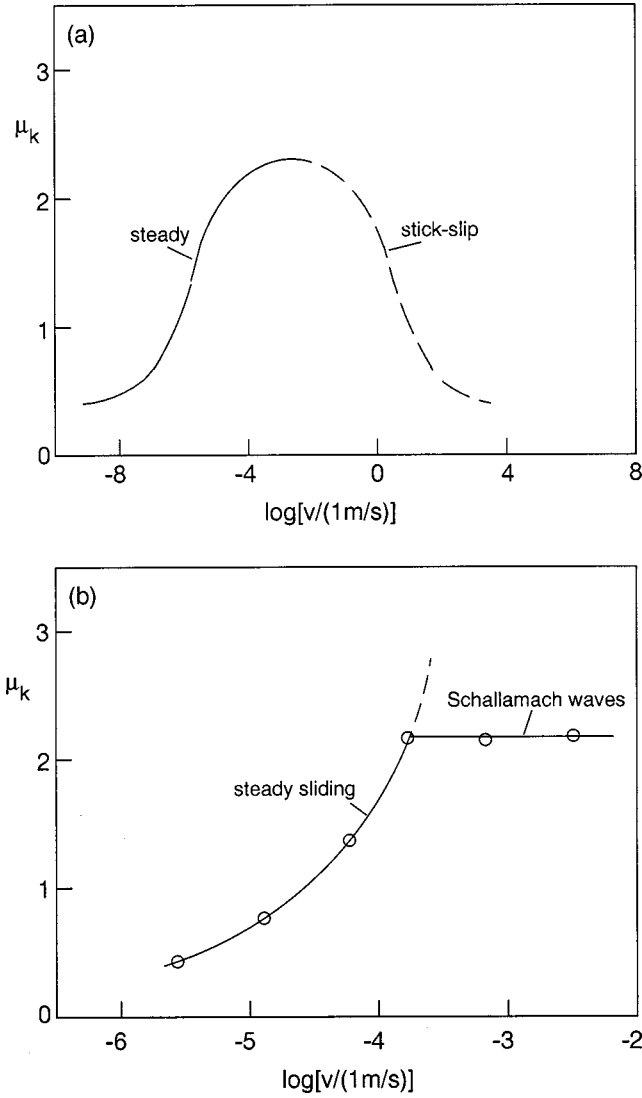 (a)
3
μk
2
steady
stick-slip
1
0
-8 -4 0 4 8
log[v/(1m/s)]
(b)
3
μk
Schallamach waves
2
steady sliding
1
0
-6 -5 -4 -3 -2
log[v/(1m/s)]